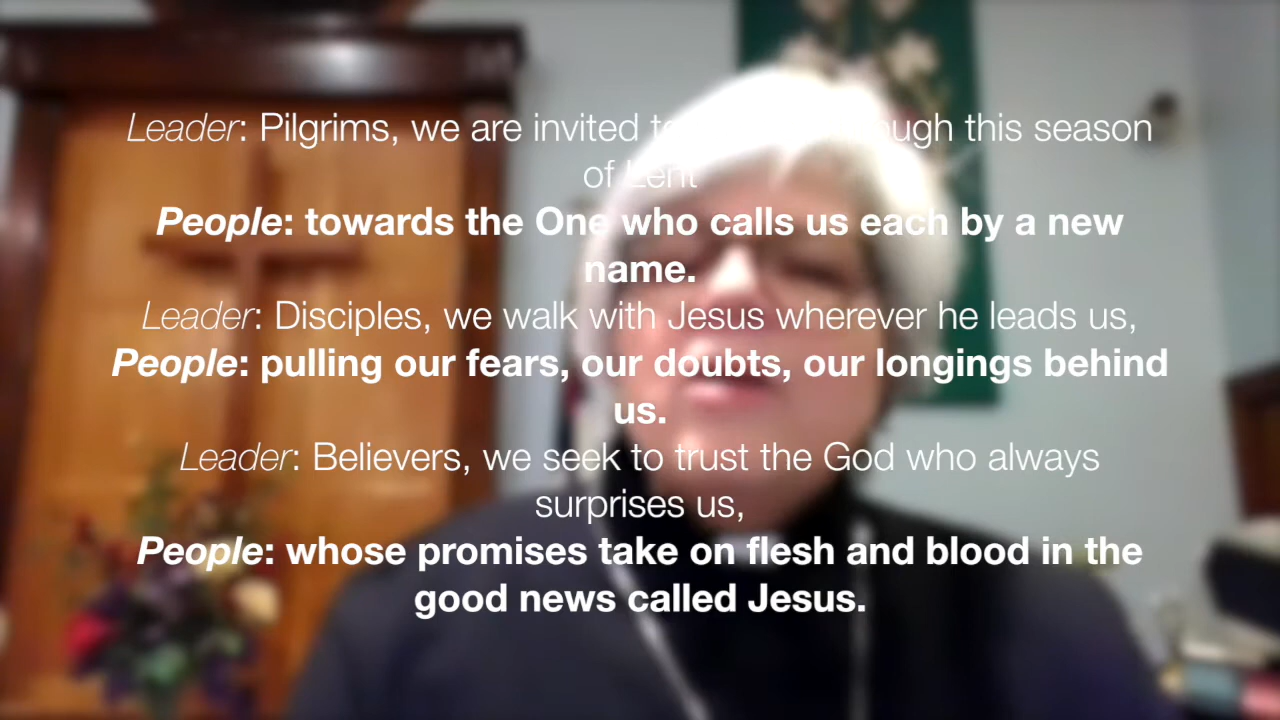 Leader: Pilgrims, we are invited to through this season
of Lent
People: towards the One who calls us each by a new
name.
Leader: Disciples, we walk with Jesus wherever he leads us,
People: pulling our fears, our doubts, our longings behind
us.
Leader: Believers, we seek to trust the God who always
surprises us,
People: whose promises take on flesh and blood in the
good news called Jesus.